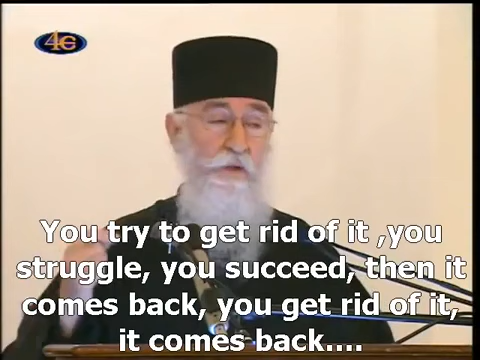 4E
You try to get rid of it ,you
struggle, you succeed, then it
comes back, you get rid of it,
it comes back....